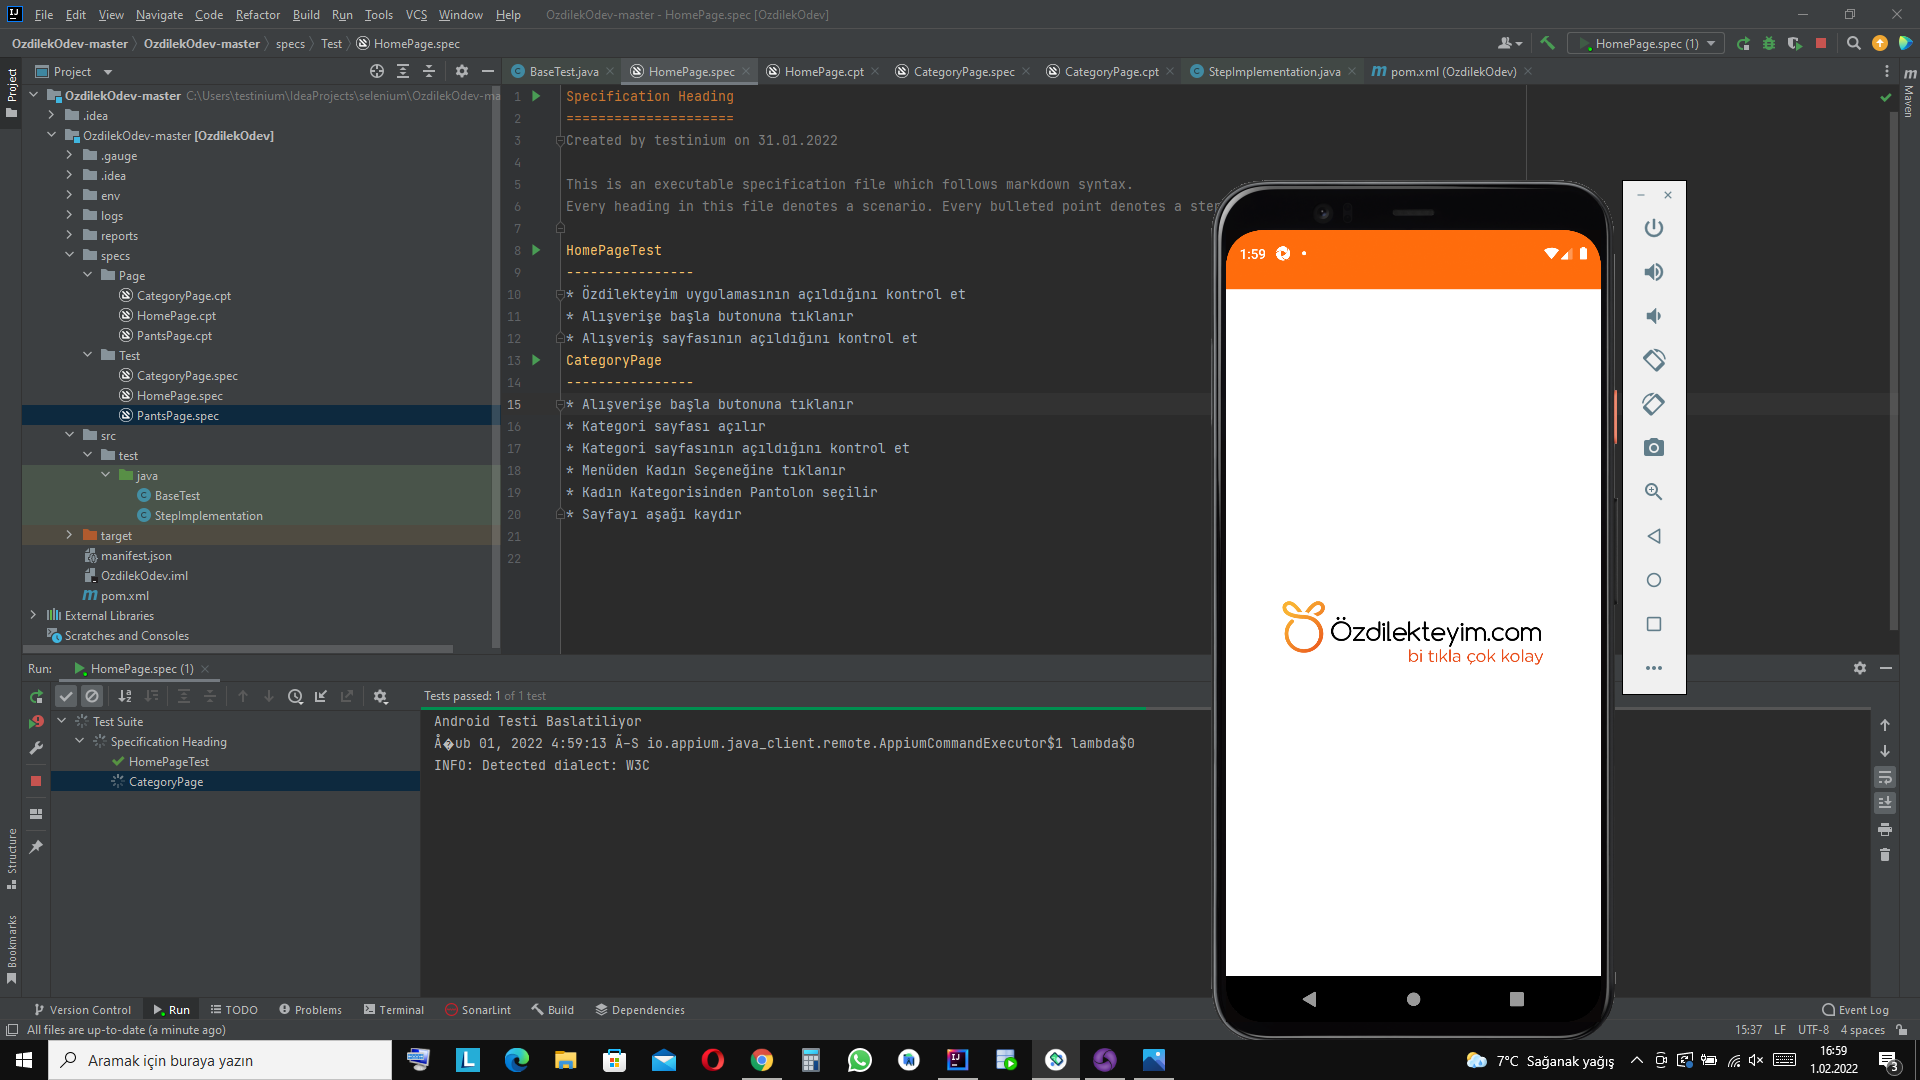 File Edit View Navigate Code Refactor Build Run Tools VCS Window Help OzdilekOdev-master - HomePage.spec [OzdilekOdev]
OzdilekOdev-master OzdilekOdev-master specs Test HomePage.spec
HomePage.spec (1)
Project
BaseTest.java HomePage.spec HomePage.cpt CategoryPage.spec CategoryPage.cpt StepImplementation.java pom.xml (OzdilekOdev)
Project
Maven
OzdilekOdev-master C:\Users\testinium\IdeaProjects\selenium\OzdilekOdev-ma
.idea
OzdilekOdev-master [OzdilekOdev]
.gauge
.idea
env
logs
reports
specs
Page
CategoryPage.cpt
HomePage.cpt
PantsPage.cpt
Test
CategoryPage.spec
HomePage.spec
PantsPage.spec
src
test
java
BaseTest
StepImplementation
target
manifest.json
OzdilekOdev.iml
pom.xml
External Libraries
Scratches and Consoles
1 Specification Heading
2 =====================
3 Created by testinium on 31.01.2022
4
5 This is an executable specification file which follows markdown syntax.
6 Every heading in this file denotes a scenario. Every bulleted point denotes a step
7
8 HomePageTest
9 ----------------
10 * Özdilekteyim uygulamasının açıldığını kontrol et
11 * Alışverişe başla butonuna tıklanır
12 * Alışveriş sayfasının açıldığını kontrol et
13 CategoryPage
14 ----------------
15 * Alışverişe başla butonuna tıklanır
16 * Kategori sayfası açılır
17 * Kategori sayfasının açıldığını kontrol et
18 * Menüden Kadın Seçeneğine tıklanır
19 * Kadın Kategorisinden Pantolon seçilir
20 * Sayfayı aşağı kaydır
21
22
1:59
Özdilekteyim.com
bi tıkla çok kolay
Run: HomePage.spec (1)
Tests passed: 1 of 1 test
Test Suite
Specification Heading
HomePageTest
CategoryPage
Android Testi Baslatiliyor
Å�ub 01, 2022 4:59:13 Ã–S io.appium.java_client.remote.AppiumCommandExecutor$1 lambda$0
INFO: Detected dialect: W3C
Structure
Bookmarks
Version Control Run TODO Problems Terminal SonarLint Build Dependencies Event Log
All files are up-to-date (a minute ago) 15:37 LF UTF-8 4 spaces
Aramak için buraya yazın
7°C Sağanak yağış
16:59
1.02.2022
3